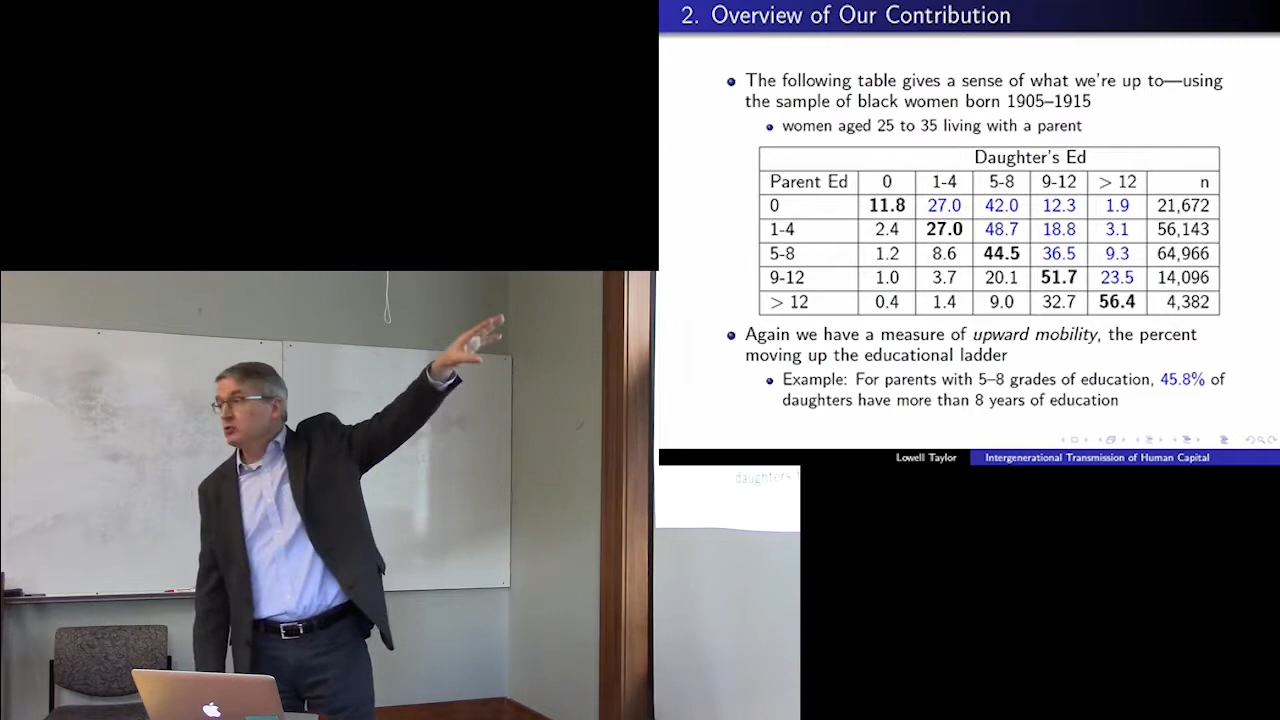 2. Overview of Our Contribution
The following table gives a sense of what we're up to—using
the sample of black women born 1905–1915
women aged 25 to 35 living with a parent
Daughter's Ed
Parent Ed 0 1-4 5-8 9-12 > 12 n
0 11.8 27.0 42.0 12.3 1.9 21,672
1-4 2.4 27.0 48.7 18.8 3.1 56,143
5-8 1.2 8.6 44.5 36.5 9.3 64,966
9-12 1.0 3.7 20.1 51.7 23.5 14,096
> 12 0.4 1.4 9.0 32.7 56.4 4,382
Again we have a measure of upward mobility, the percent
moving up the educational ladder
Example: For parents with 5–8 grades of education, 45.8% of
daughters have more than 8 years of education
Lowell Taylor Intergenerational Transmission of Human Capital
daughters